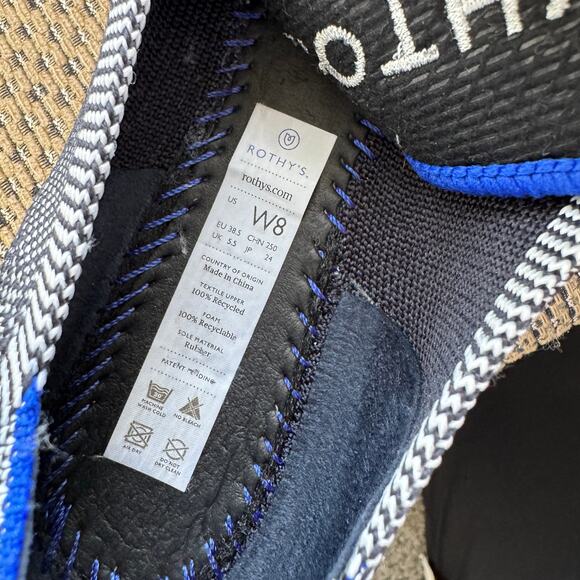 ROTHY'S
rothys.com
US W8
EU 38.5 CHN 250
UK 5.5 JP 24
COUNTRY OF ORIGIN
Made In China
TEXTILE UPPER
100% Recycled
FOAM
100% Recyclable
SOLE MATERIAL
Rubber
PATENT PENDING
30°
MACHINE WASH COLD
NO BLEACH
AIR DRY
DO NOT DRY CLEAN
OTHY